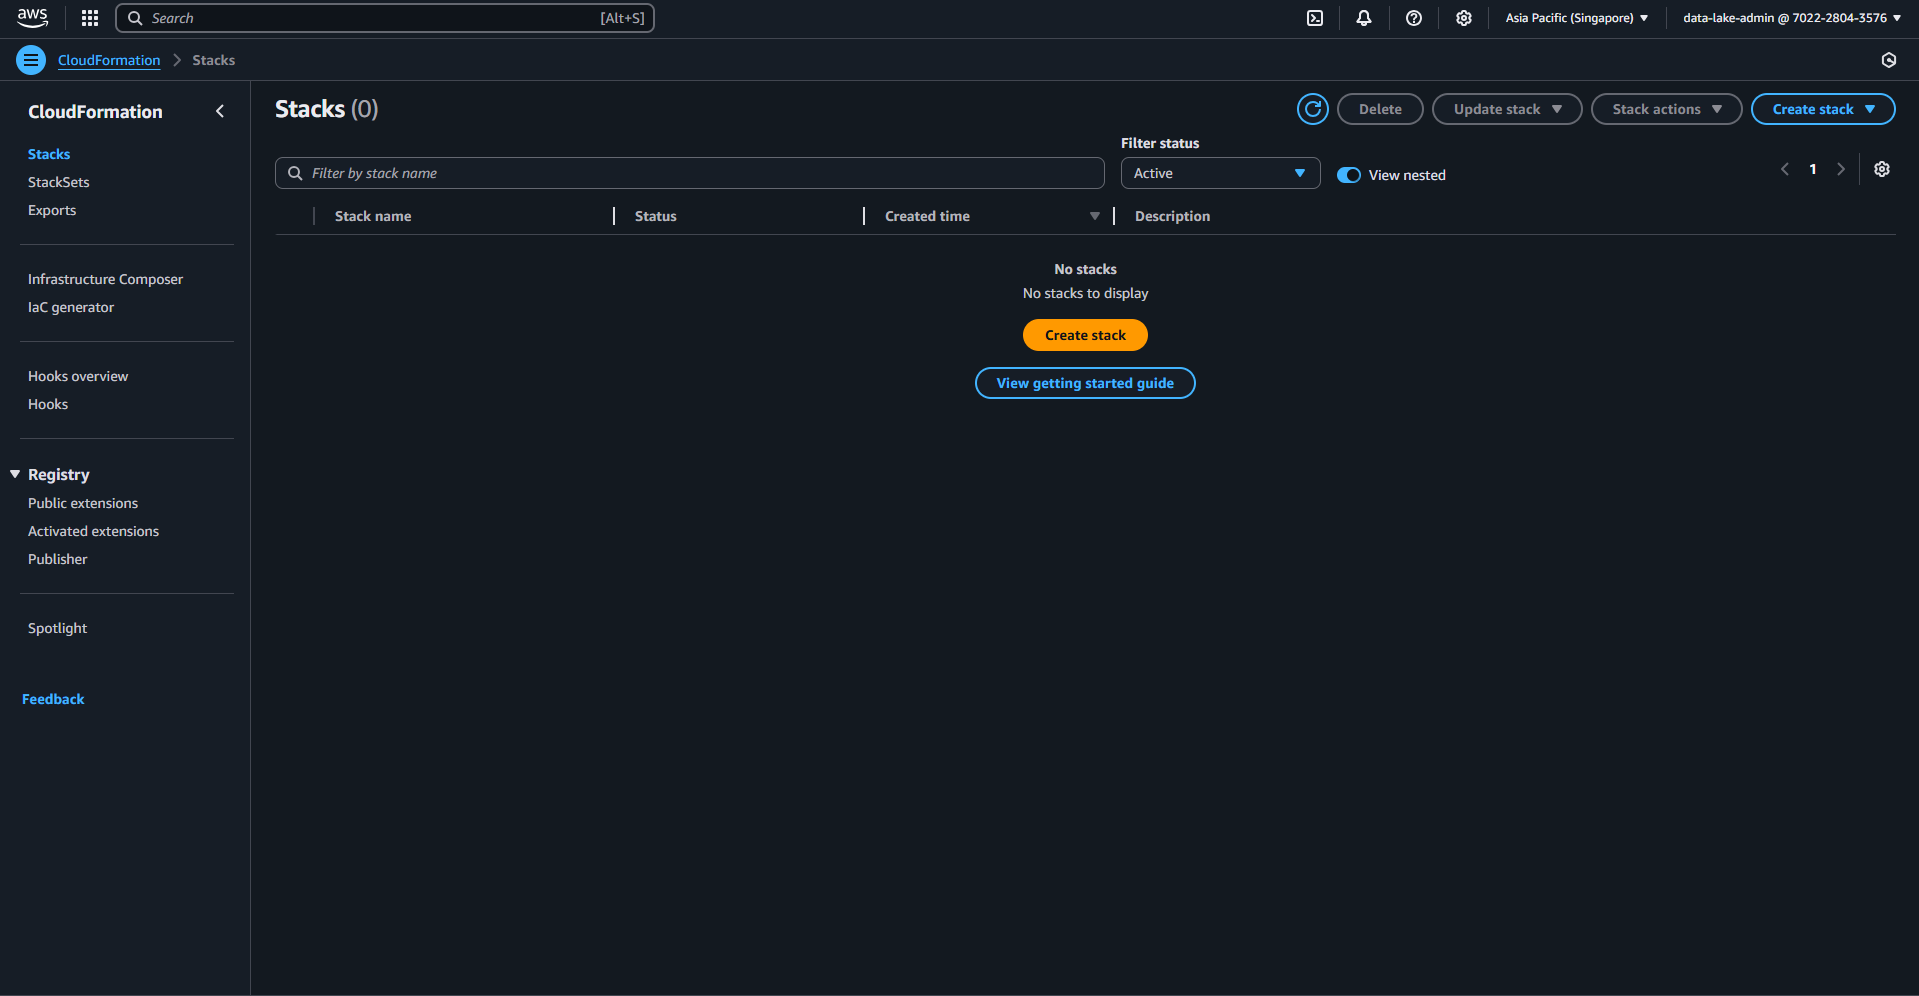 aws
Search [Alt+S]
Asia Pacific (Singapore)
data-lake-admin @ 7022-2804-3576
CloudFormation
Stacks
CloudFormation
Stacks
StackSets
Exports
Infrastructure Composer
IaC generator
Hooks overview
Hooks
Registry
Public extensions
Activated extensions
Publisher
Spotlight
Feedback
Stacks (0)
Delete
Update stack
Stack actions
Create stack
Filter status
Filter by stack name
Active
View nested
1
Stack name
Status
Created time
Description
No stacks
No stacks to display
Create stack
View getting started guide